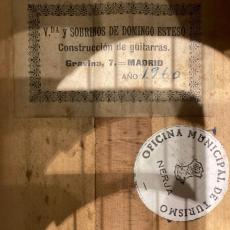 V.DA y SOBRINOS DE DOMINGO ESTESO
Construcción de guitarras.
Gravina, 7.=MADRID
AÑO 1960
OFICINA MUNICIPAL DE TURISMO
NERJA